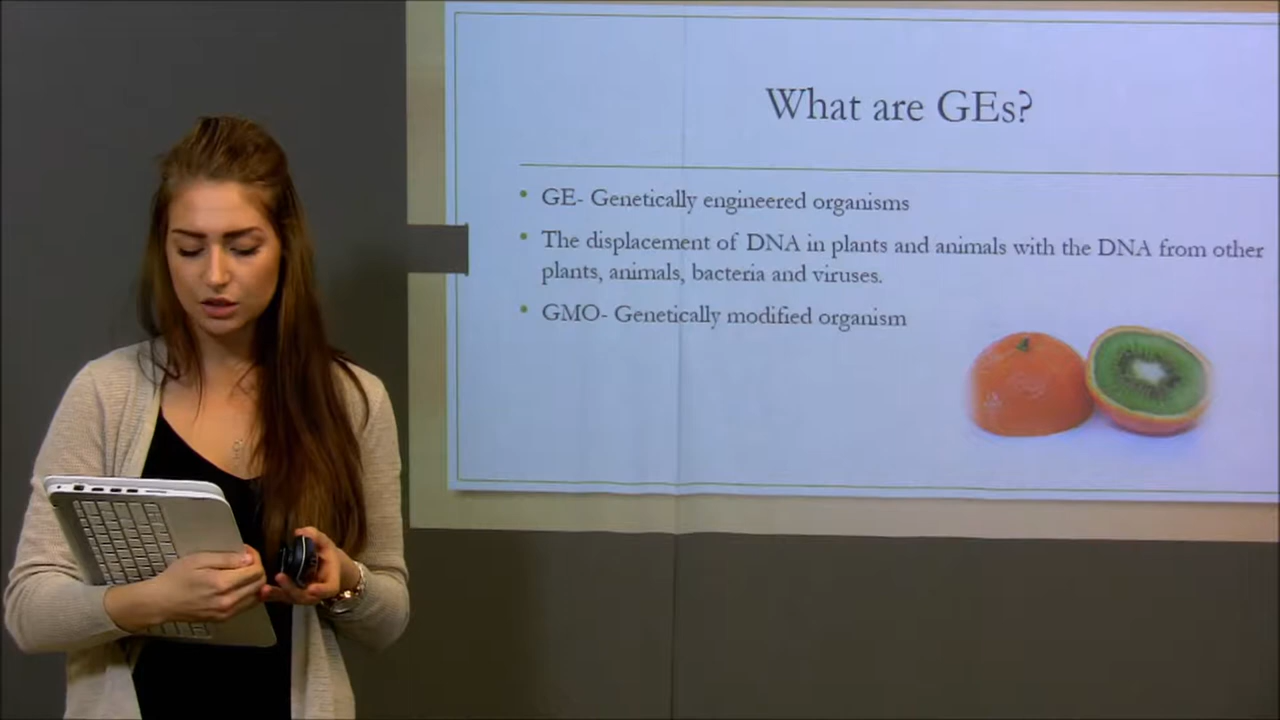 What are GEs?
• GE- Genetically engineered organisms
• The displacement of DNA in plants and animals with the DNA from other
plants, animals, bacteria and viruses.
• GMO- Genetically modified organism